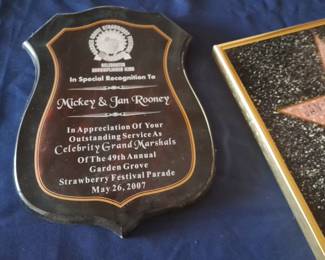 In Special Recognition To
Mickey & Jan Rooney
In Appreciation Of Your
Outstanding Service As
Celebrity Grand Marshals
Of The 49th Annual
Garden Grove
Strawberry Festival Parade
May 26, 2007